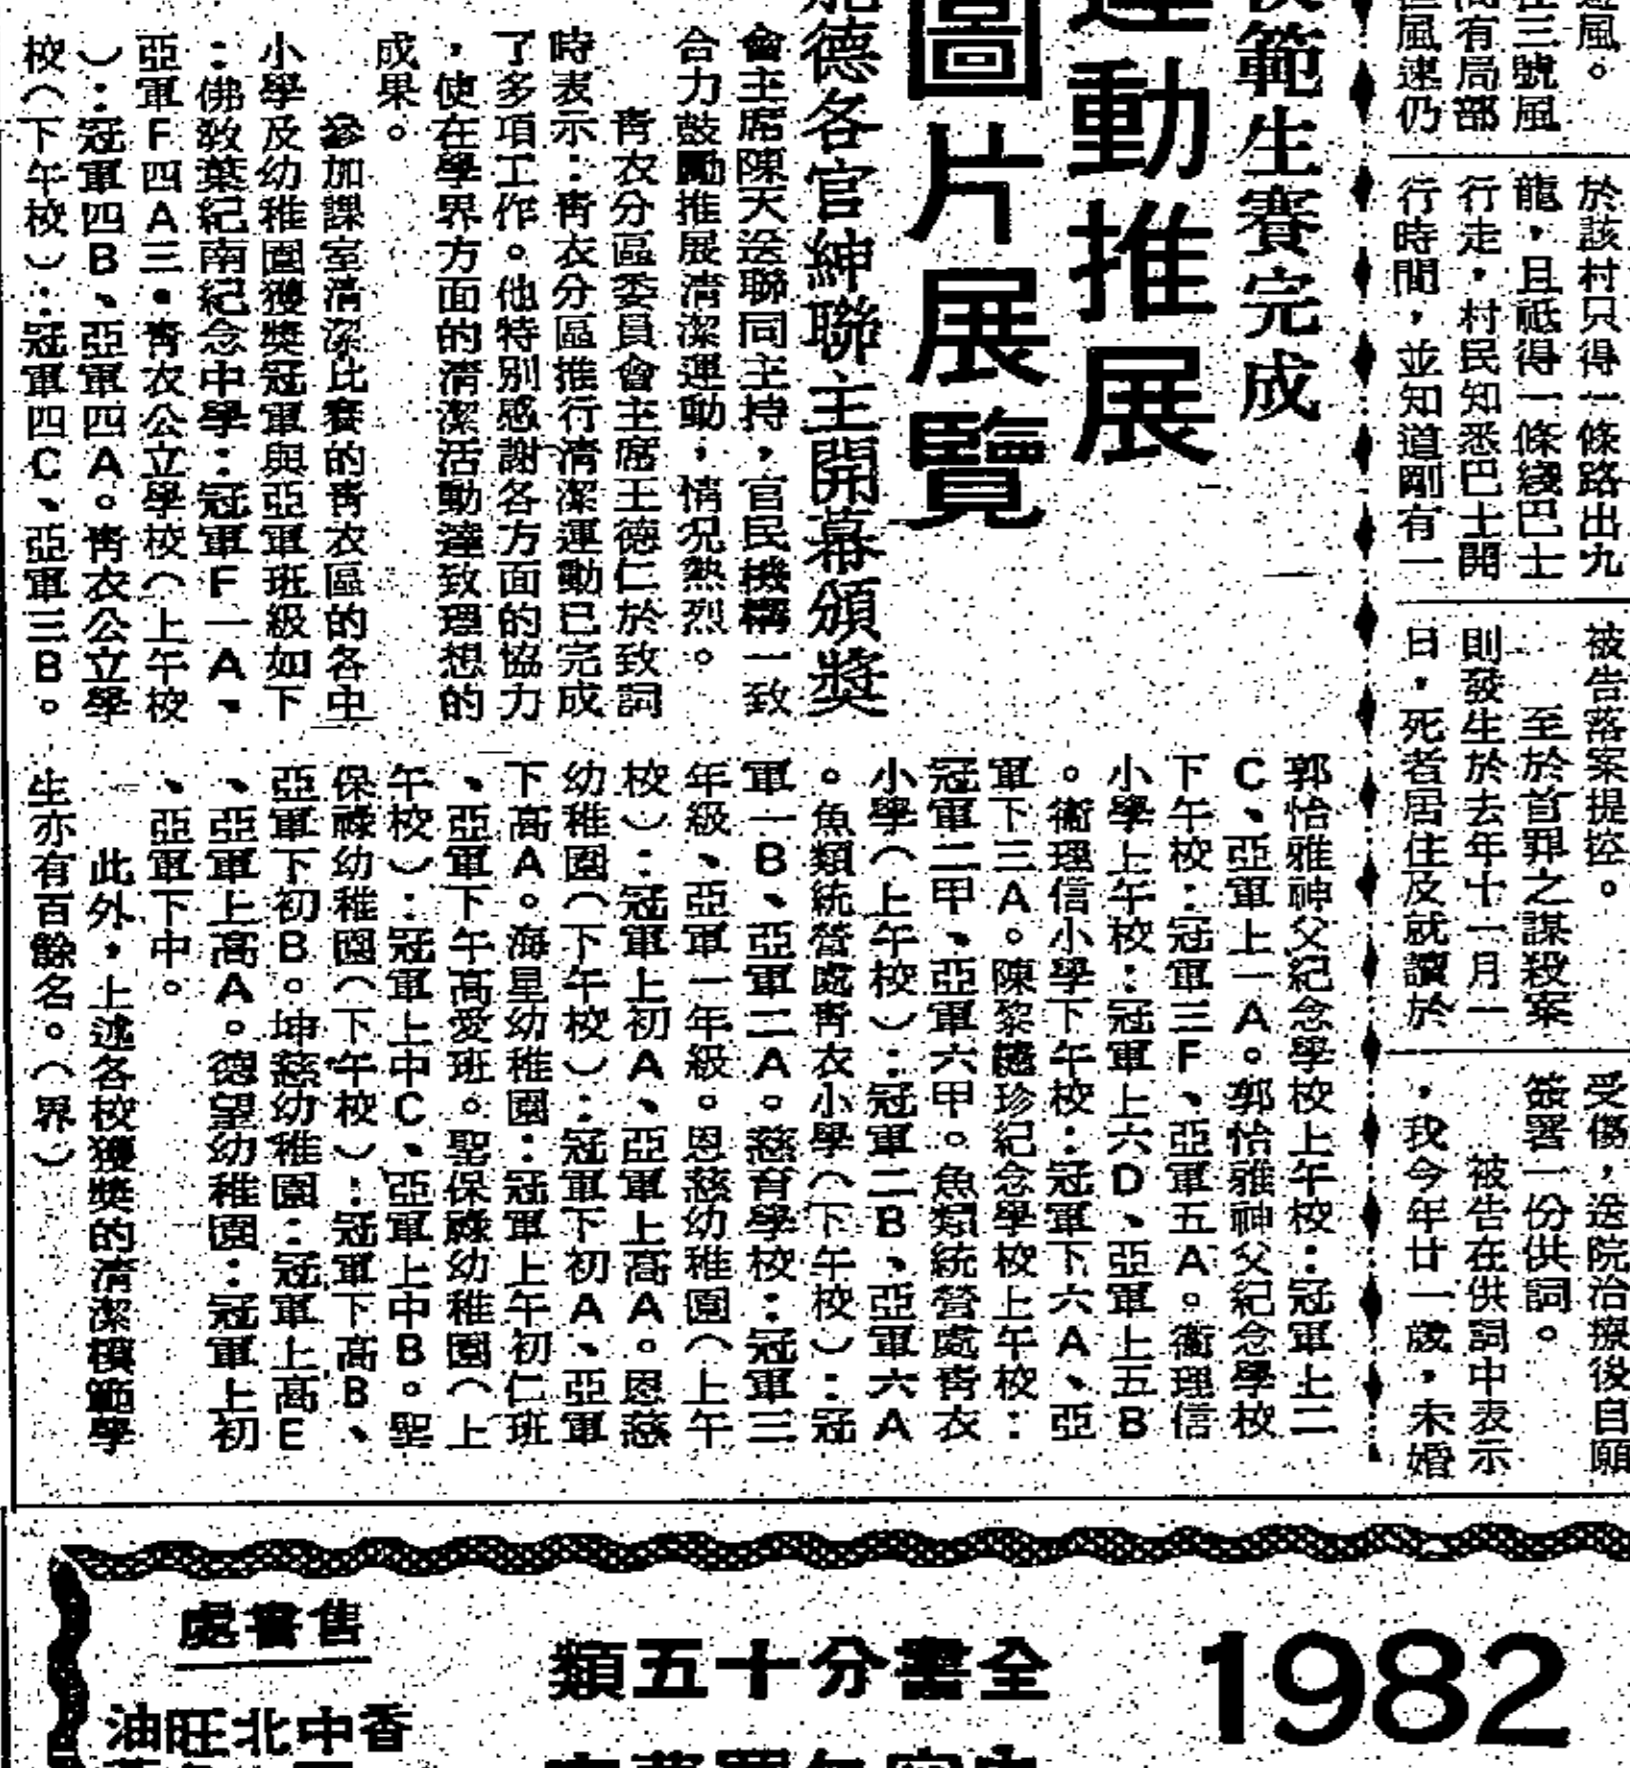 風。
三號風
有局部
風速仍
於該村只得一條路出九
龍，且祗得一條綫巴士
行走，村民知悉巴士開
行時間，並知道剛有一
被告落案提控。
至於首罪之謀殺案
則發生於去年十一月一
日，死者居住及就讀於
受傷，送院治療後自願
簽署一份供詞。
被告在供詞中表示
，我今年廿一歲，未婚
範生賽完成
運動推展
圖片展覽
德各官紳聯主開幕頒獎
會主席陳天送聯同主持，官民機構一致
合力鼓勵推展清潔運動，情况熱烈。
青衣分區委員會主席王德仁於致詞
時表示：青衣分區推行清潔運動已完成
了多項工作。他特別感謝各方面的協力
，使在學界方面的清潔活動達致理想的
成果。
參加課室清潔比賽的青衣區的各中
小學及幼稚園獲獎冠軍與亞軍班級如下
：佛敎葉紀南紀念中學：冠軍F一A、
亞軍F四A三。青衣公立學校（上午校
）：冠軍四B、亞軍四A。青衣公立學
校（下午校）：冠軍四C、亞軍三B。
郭怡雅神父紀念學校上午校：冠軍上二
C、亞軍上一A。郭怡雅神父紀念學校
下午校：冠軍三F、亞軍五A。衞理信
小學上午校：冠軍上六D、亞軍上五B
。衞理信小學下午校：冠軍下六A、亞
軍下三A。陳黎繡珍紀念學校上午校：
冠軍二甲、亞軍六甲。魚類統營處青衣
小學（上午校）：冠軍二B、亞軍六A
。魚類統營處青衣小學（下午校）：冠
軍一B、亞軍二A。慈育學校：冠軍三
年級、亞軍一年級。恩慈幼稚園（上午
校）：冠軍上初A、亞軍上高A。恩慈
幼稚園（下午校）：冠軍下初A、亞軍
下高A。海星幼稚園：冠軍上午初仁班
、亞軍下午高愛班。聖保祿幼稚園（上
午校）：冠軍上中C、亞軍上中B。聖
保祿幼稚園（下午校）：冠軍下高B、
亞軍下初B。坤慈幼稚園：冠軍上高E
、亞軍上高A。德望幼稚園：冠軍上初
、亞軍下中。
此外，上述各校獲獎的清潔模範學
生亦有百餘名。（界）
1982
全書分十五類
售書處
香中北旺油